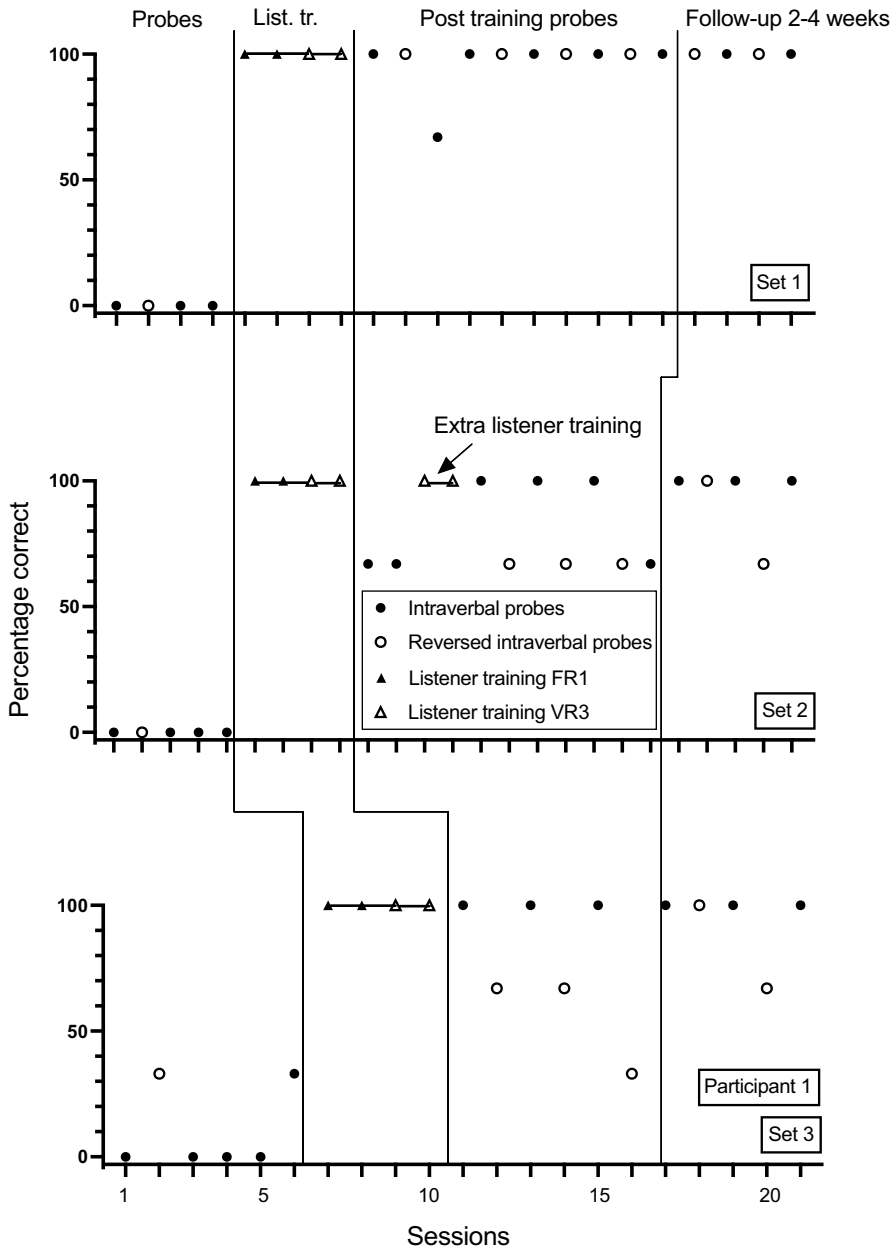 Probes List. tr. Post training probes Follow-up 2-4 weeks
100
50
0
Set 1
Extra listener training
100
50
0
Intraverbal probes
Reversed intraverbal probes
Listener training FR1
Listener training VR3
Set 2
Percentage correct
100
50
0
Participant 1
Set 3
1 5 10 15 20
Sessions